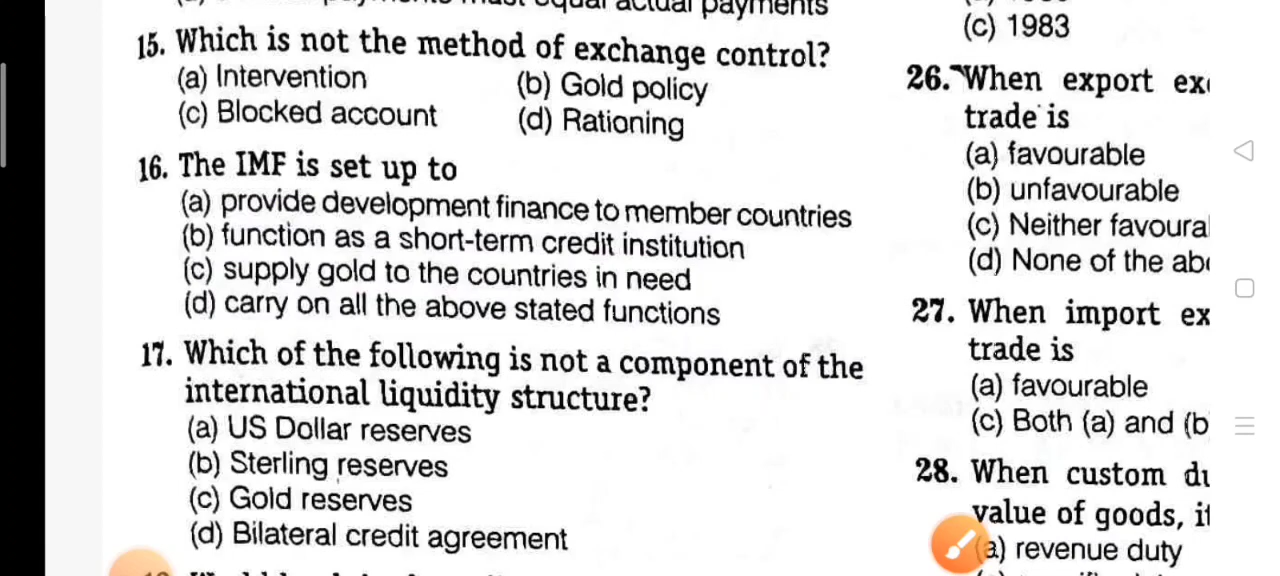 equal actual payments
15. Which is not the method of exchange control?
(a) Intervention (b) Gold policy
(c) Blocked account (d) Rationing
16. The IMF is set up to
(a) provide development finance to member countries
(b) function as a short-term credit institution
(c) supply gold to the countries in need
(d) carry on all the above stated functions
17. Which of the following is not a component of the
international liquidity structure?
(a) US Dollar reserves
(b) Sterling reserves
(c) Gold reserves
(d) Bilateral credit agreement
(c) 1983
26. When export
trade is
(a) favourable
(b) unfavourable
(c) Neither
(d) None of the
27. When import
trade is
(a) favourable
(c) Both (a) and (b
28. When custom
value of goods,
(a) revenue duty